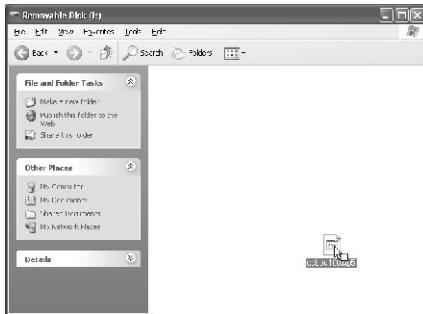 Removable Disk (I:)
File Edit View Favorites Tools Help
Back Search Folders
File and Folder Tasks
Make a new folder
Publish this folder to the
Web
Share this folder
Other Places
My Computer
My Documents
Shared Documents
My Network Places
Details